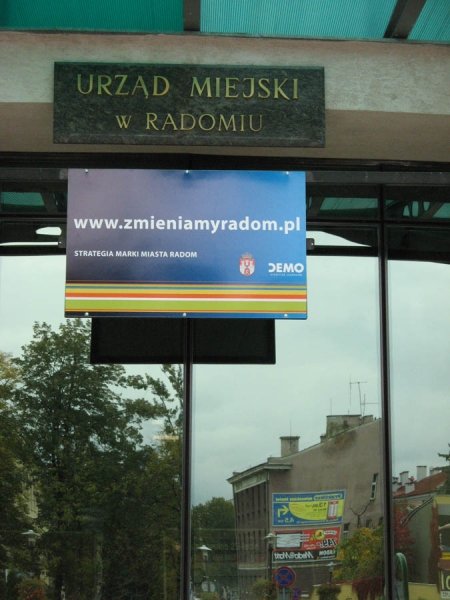 URZĄD MIEJSKI
W RADOMIU
www.zmieniamyradom.pl
STRATEGIA MARKI MIASTA RADOM
DEMO